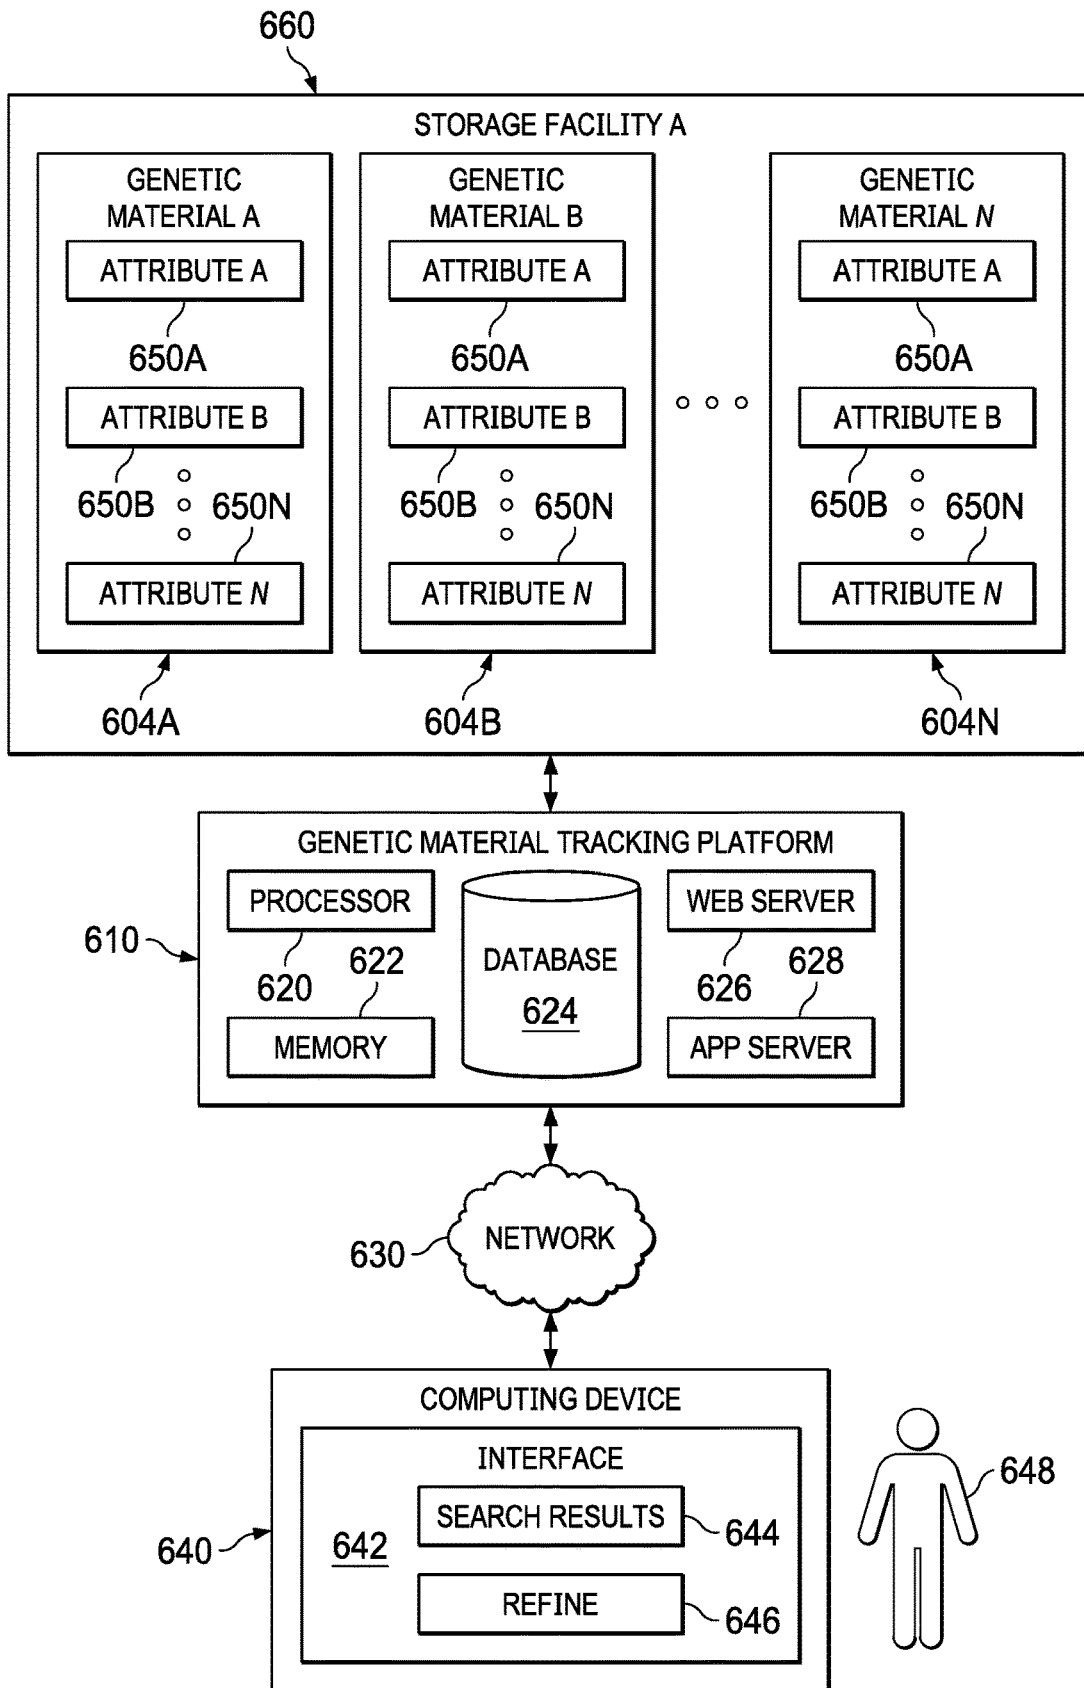 660
STORAGE FACILITY A
GENETIC
MATERIAL A
ATTRIBUTE A
650A
ATTRIBUTE B
650B
650N
ATTRIBUTE N
604A
GENETIC
MATERIAL B
ATTRIBUTE A
650A
ATTRIBUTE B
650B
650N
ATTRIBUTE N
604B
GENETIC
MATERIAL N
ATTRIBUTE A
650A
ATTRIBUTE B
650B
650N
ATTRIBUTE N
604N
GENETIC MATERIAL TRACKING PLATFORM
610
PROCESSOR
620
622
MEMORY
DATABASE
624
WEB SERVER
626
628
APP SERVER
NETWORK
630
COMPUTING DEVICE
INTERFACE
SEARCH RESULTS
644
642
640
REFINE
646
648